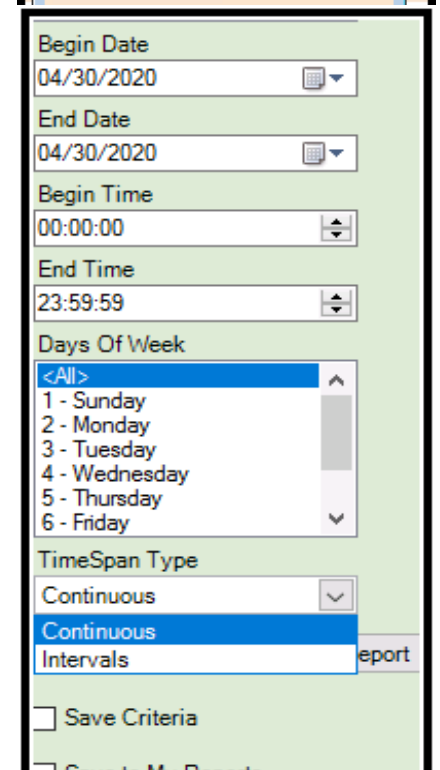 Begin Date
04/30/2020
End Date
04/30/2020
Begin Time
00:00:00
End Time
23:59:59
Days Of Week
<All>
1 - Sunday
2 - Monday
3 - Tuesday
4 - Wednesday
5 - Thursday
6 - Friday
TimeSpan Type
Continuous
Continuous
Intervals
eport
Save Criteria